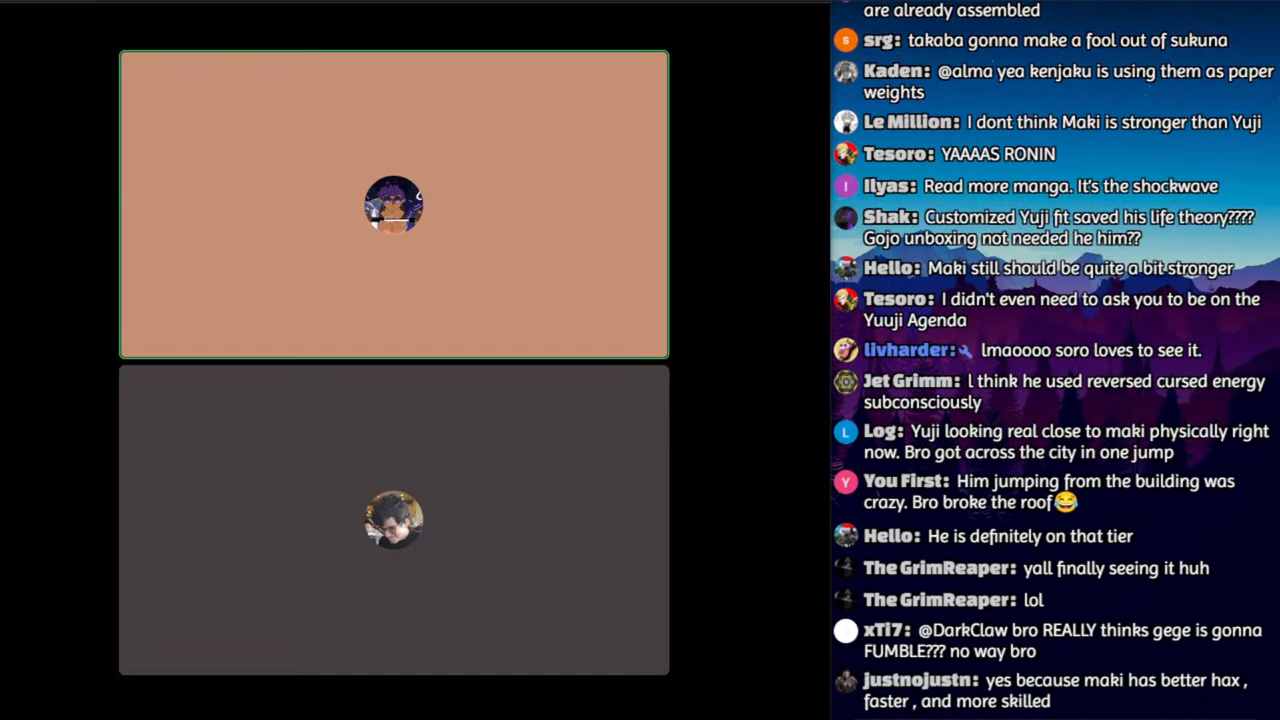 are already assembled
S srg: takaba gonna make a fool out of sukuna
Kaden: @alma yea kenjaku is using them as paper
weights
Le Million: I dont think Maki is stronger than Yuji
Tesoro: YAAAAS RONIN
I Ilyas: Read more manga. It's the shockwave
Shak: Customized Yuji fit saved his life theory????
Gojo unboxing not needed he him??
Hello: Maki still should be quite a bit stronger
Tesoro: I didn't even need to ask you to be on the
Yuuji Agenda
livharder: lmaoooo soro loves to see it.
Jet Grimm: I think he used reversed cursed energy
subconsciously
L Log: Yuji looking real close to maki physically right
now. Bro got across the city in one jump
Y You First: Him jumping from the building was
crazy. Bro broke the roof😂
Hello: He is definitely on that tier
The GrimReaper: yall finally seeing it huh
The GrimReaper: lol
xTi7: @DarkClaw bro REALLY thinks gege is gonna
FUMBLE??? no way bro
justnojustn: yes because maki has better hax ,
faster , and more skilled